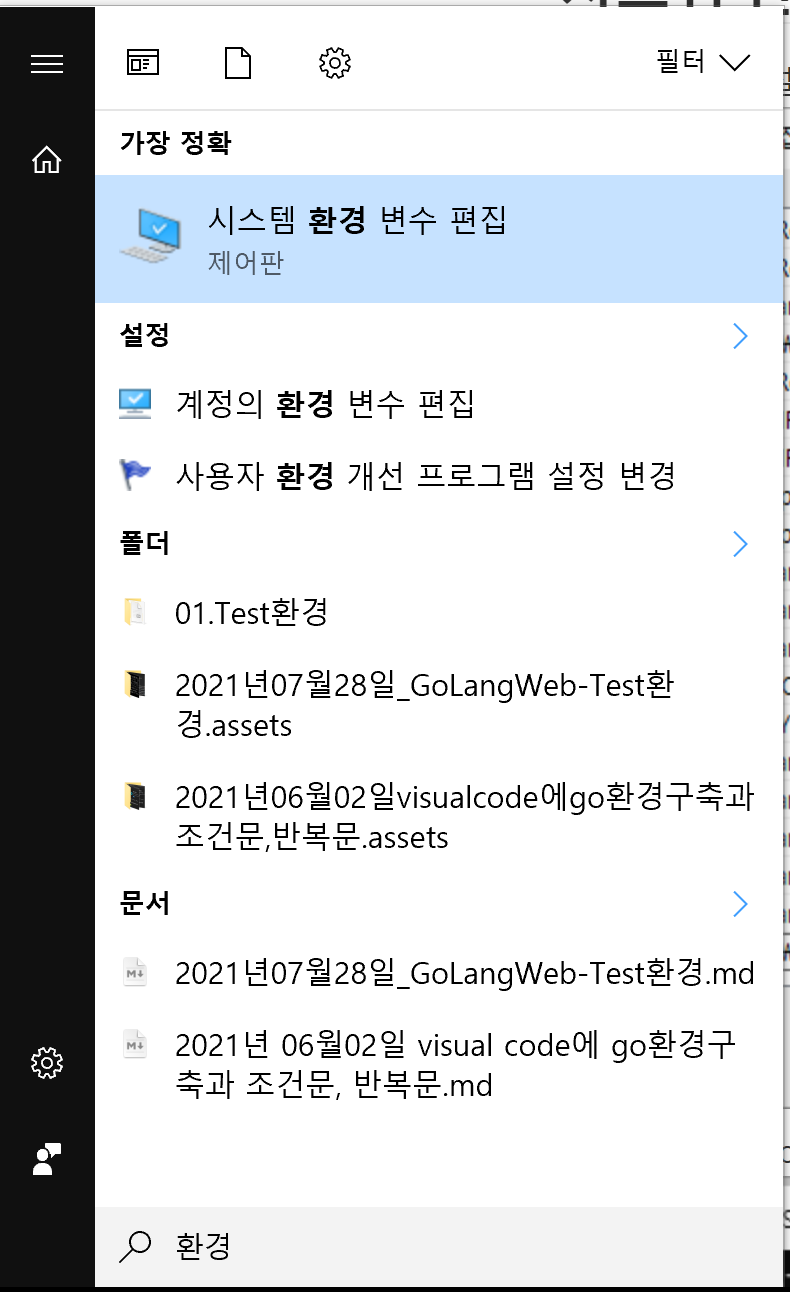 필터
가장 정확
시스템 환경 변수 편집
제어판
설정
계정의 환경 변수 편집
사용자 환경 개선 프로그램 설정 변경
폴더
01.Test환경
2021년07월28일_GoLangWeb-Test환
경.assets
2021년06월02일visualcode에go환경구축과
조건문,반복문.assets
문서
2021년07월28일_GoLangWeb-Test환경.md
2021년 06월02일 visual code에 go환경구
축과 조건문, 반복문.md
환경